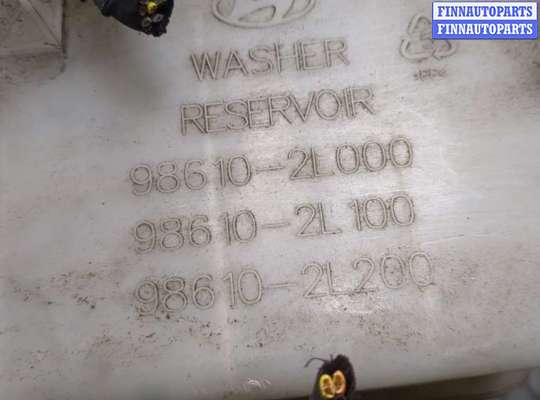 FINNAUTOPARTS
FINNAUTOPARTS
WASHER
RESERVOIR
98610-2L000
98610-2L100
98610-2L200